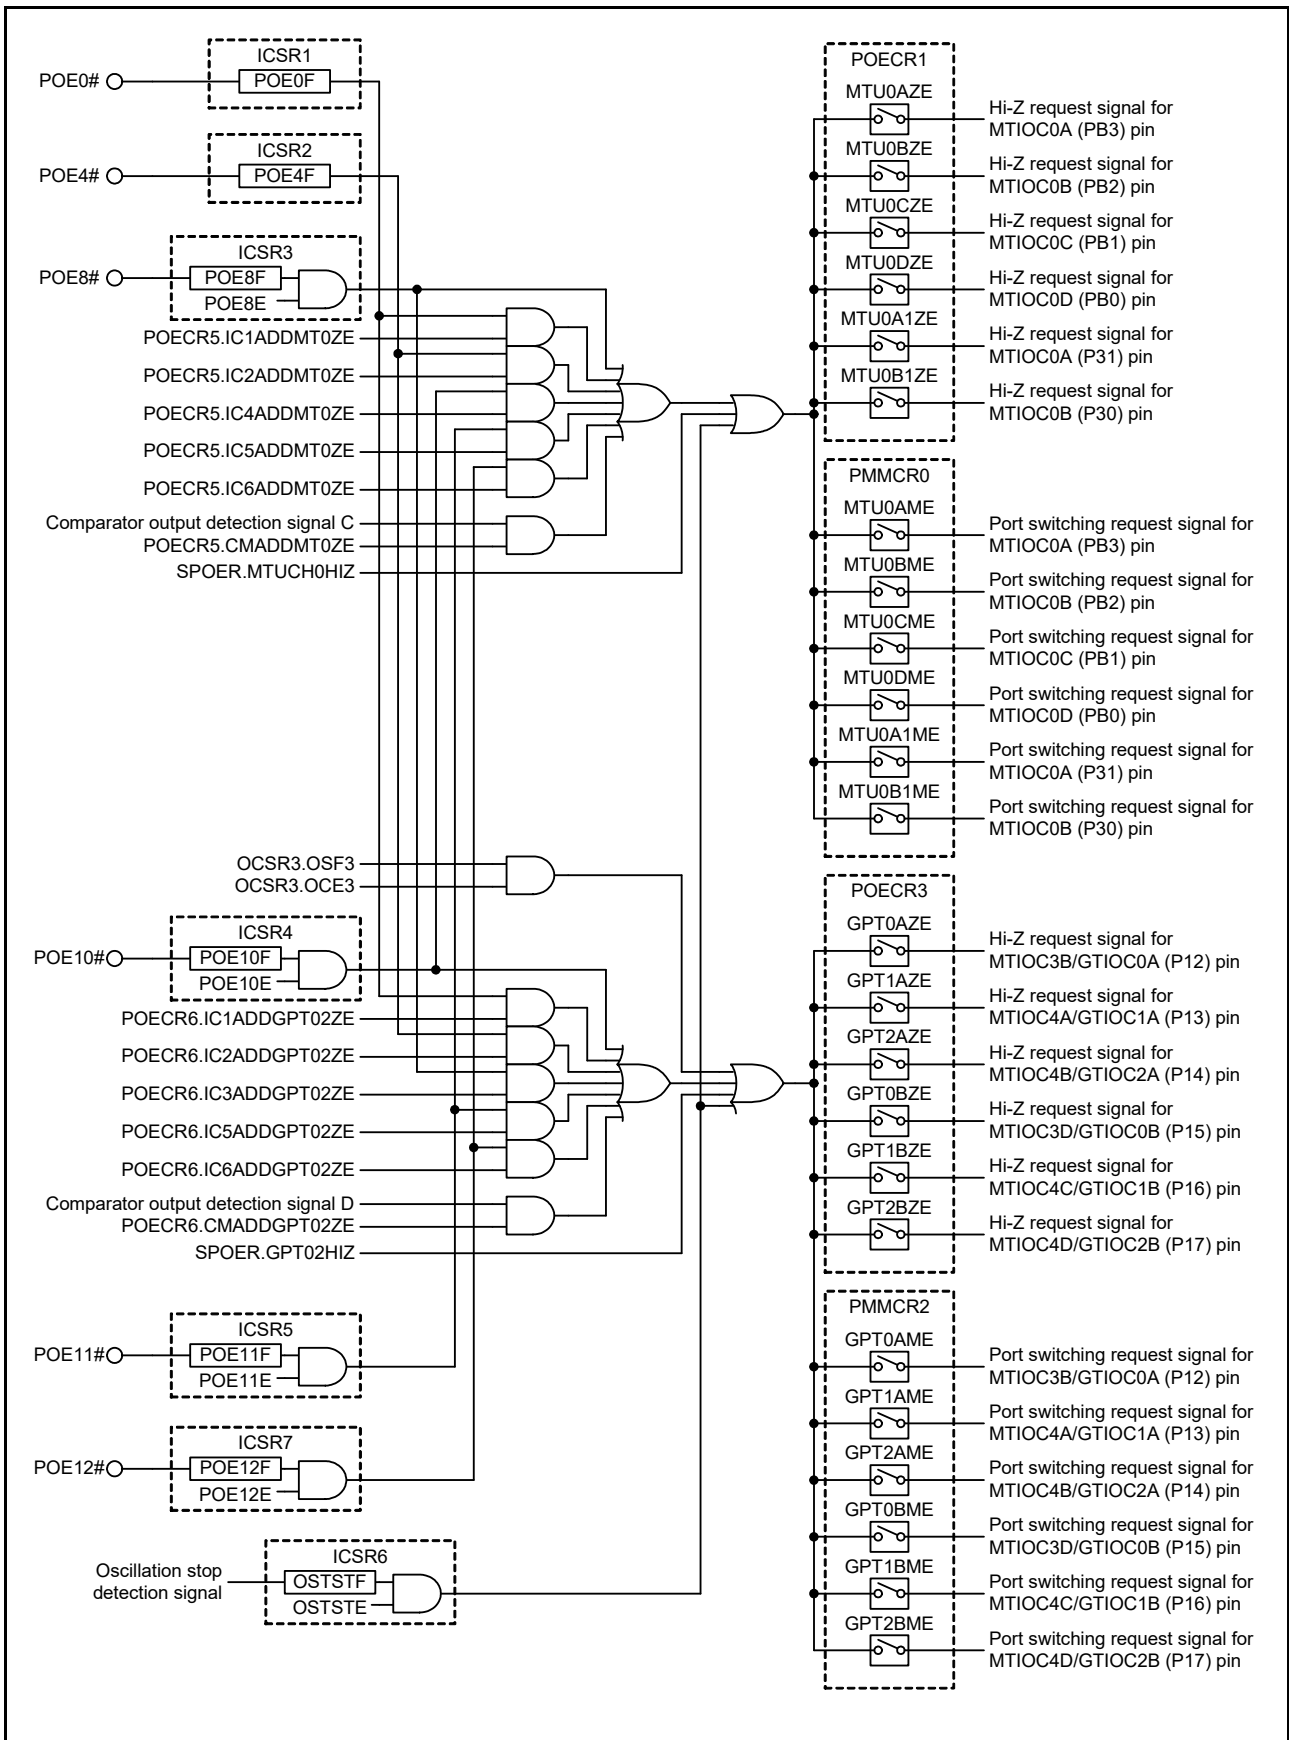 ICSR1
POE0#
POE0F
ICSR2
POE4#
POE4F
ICSR3
POE8#
POE8F
POE8E
POECR5.IC1ADDMT0ZE
POECR5.IC2ADDMT0ZE
POECR5.IC4ADDMT0ZE
POECR5.IC5ADDMT0ZE
POECR5.IC6ADDMT0ZE
Comparator output detection signal C
POECR5.CMADDMT0ZE
SPOER.MTUCH0HIZ
OCSR3.OSF3
OCSR3.OCE3
ICSR4
POE10#
POE10F
POE10E
POECR6.IC1ADDGPT02ZE
POECR6.IC2ADDGPT02ZE
POECR6.IC3ADDGPT02ZE
POECR6.IC5ADDGPT02ZE
POECR6.IC6ADDGPT02ZE
Comparator output detection signal D
POECR6.CMADDGPT02ZE
SPOER.GPT02HIZ
ICSR5
POE11#
POE11F
POE11E
ICSR7
POE12#
POE12F
POE12E
ICSR6
Oscillation stop
detection signal
OSTSTF
OSTSTE
POECR1
MTU0AZE
Hi-Z request signal for
MTIOC0A (PB3) pin
MTU0BZE
Hi-Z request signal for
MTIOC0B (PB2) pin
MTU0CZE
Hi-Z request signal for
MTIOC0C (PB1) pin
MTU0DZE
Hi-Z request signal for
MTIOC0D (PB0) pin
MTU0A1ZE
Hi-Z request signal for
MTIOC0A (P31) pin
MTU0B1ZE
Hi-Z request signal for
MTIOC0B (P30) pin
PMMCR0
MTU0AME
Port switching request signal for
MTIOC0A (PB3) pin
MTU0BME
Port switching request signal for
MTIOC0B (PB2) pin
MTU0CME
Port switching request signal for
MTIOC0C (PB1) pin
MTU0DME
Port switching request signal for
MTIOC0D (PB0) pin
MTU0A1ME
Port switching request signal for
MTIOC0A (P31) pin
MTU0B1ME
Port switching request signal for
MTIOC0B (P30) pin
POECR3
GPT0AZE
Hi-Z request signal for
MTIOC3B/GTIOC0A (P12) pin
GPT1AZE
Hi-Z request signal for
MTIOC4A/GTIOC1A (P13) pin
GPT2AZE
Hi-Z request signal for
MTIOC4B/GTIOC2A (P14) pin
GPT0BZE
Hi-Z request signal for
MTIOC3D/GTIOC0B (P15) pin
GPT1BZE
Hi-Z request signal for
MTIOC4C/GTIOC1B (P16) pin
GPT2BZE
Hi-Z request signal for
MTIOC4D/GTIOC2B (P17) pin
PMMCR2
GPT0AME
Port switching request signal for
MTIOC3B/GTIOC0A (P12) pin
GPT1AME
Port switching request signal for
MTIOC4A/GTIOC1A (P13) pin
GPT2AME
Port switching request signal for
MTIOC4B/GTIOC2A (P14) pin
GPT0BME
Port switching request signal for
MTIOC3D/GTIOC0B (P15) pin
GPT1BME
Port switching request signal for
MTIOC4C/GTIOC1B (P16) pin
GPT2BME
Port switching request signal for
MTIOC4D/GTIOC2B (P17) pin